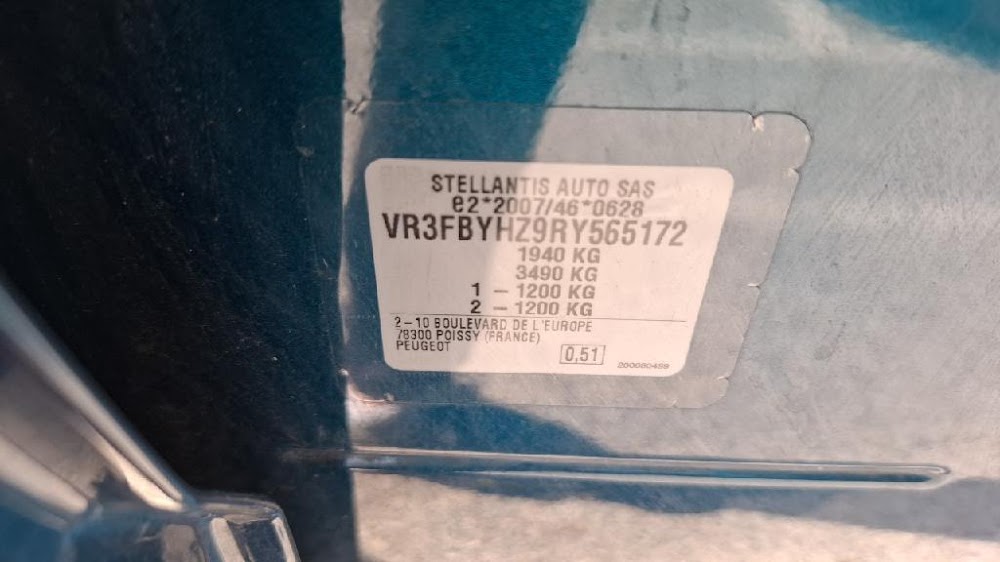 STELLANTIS AUTO SAS
e2*2007/46*0628
VR3FBYHZ9RY565172
1940 KG
3490 KG
1 – 1200 KG
2 – 1200 KG
2–10 BOULEVARD DE L'EUROPE
78300 POISSY (FRANCE)
PEUGEOT
0,51